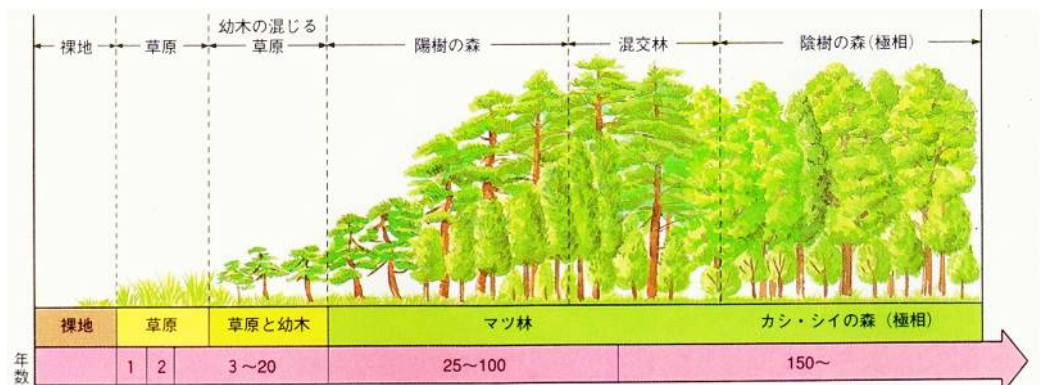 幼木の混じる
裸地 草原 草原 陽樹の森 混交林 陰樹の森(極相)
裸地 草原 草原と幼木 マツ林 カシ・シイの森(極相)
年数 1 2 3～20 25～100 150～